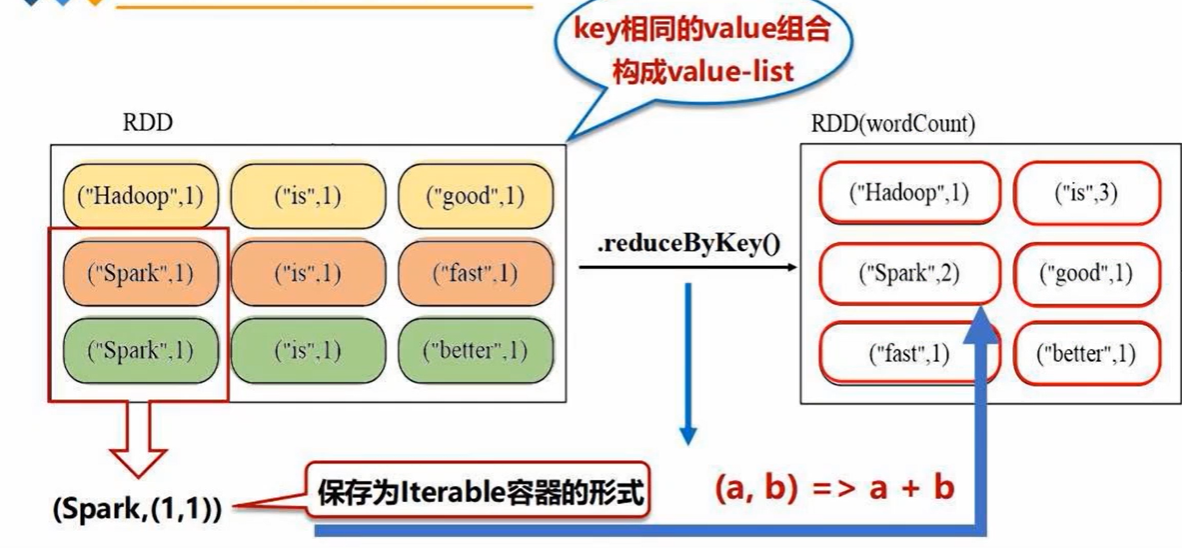 key相同的value组合
构成value-list
RDD
("Hadoop",1) ("is",1) ("good",1)
("Spark",1) ("is",1) ("fast",1)
("Spark",1) ("is",1) ("better",1)
.reduceByKey()
RDD(wordCount)
("Hadoop",1) ("is",3)
("Spark",2) ("good",1)
("fast",1) ("better",1)
(Spark,(1,1))
保存为Iterable容器的形式
(a, b) => a + b